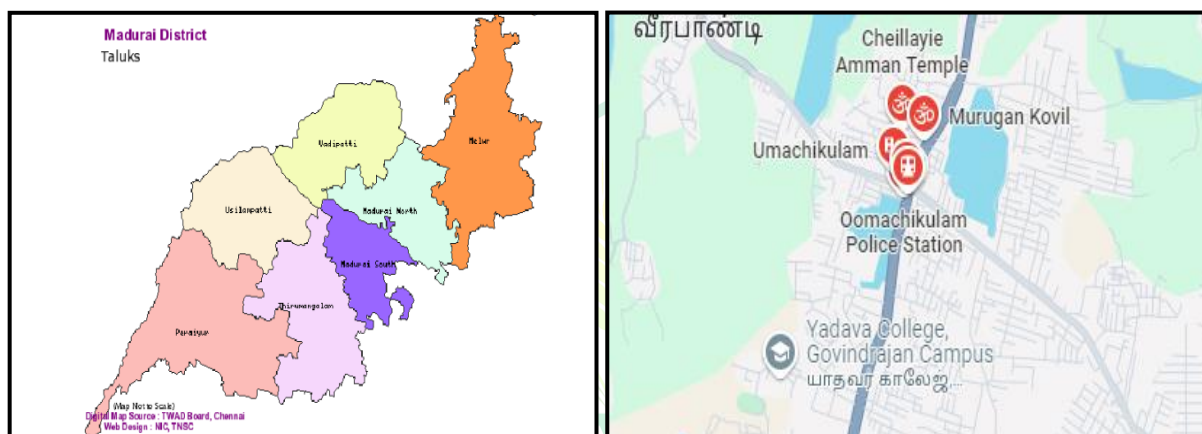 Madurai District
Taluks
Melur
Vadipatti
Usilampatti
Madurai North
Madurai South
Thirumangalam
Peraiyur
(Map Not to Scale)
Digital Map Source : TWAD Board, Chennai
Web Design : NIC, TNSC
வீரபாண்டி
Cheillayie
Amman Temple
Murugan Kovil
Umachikulam
Oomachikulam
Police Station
Yadava College,
Govindrajan Campus
யாதவர் காலேஜ்,...